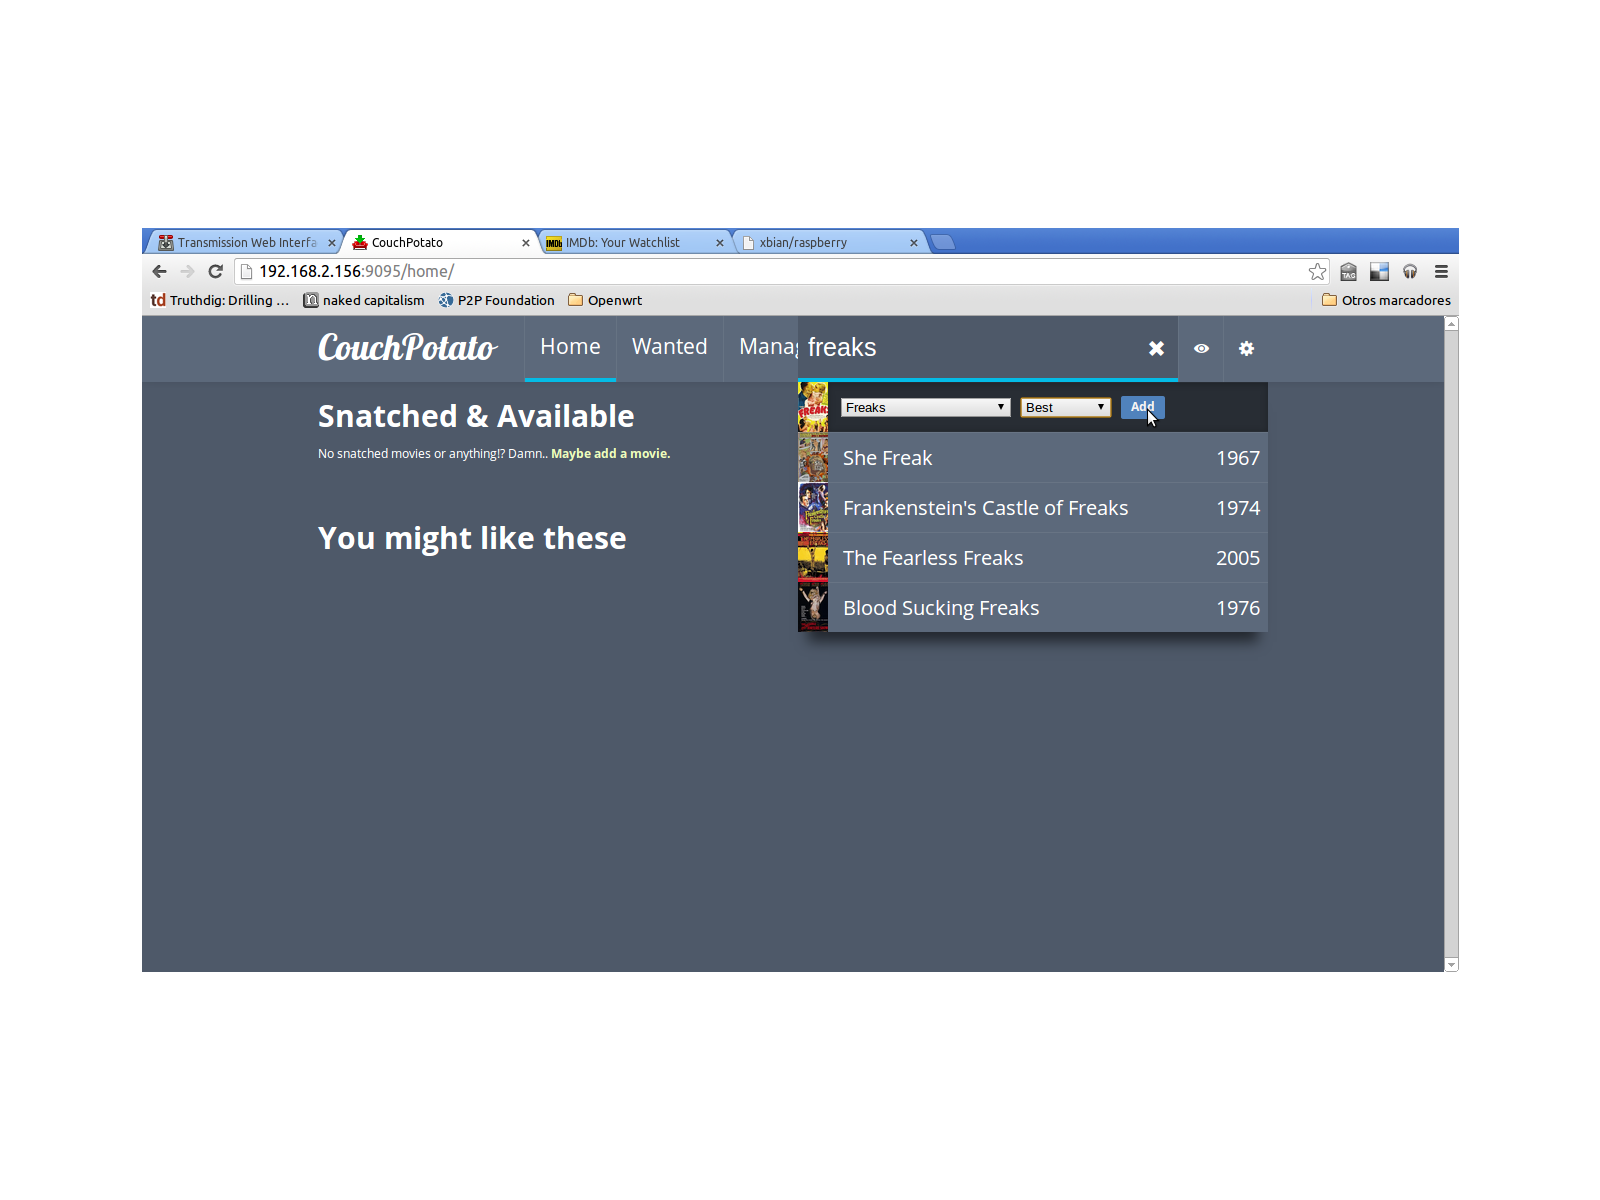 Transmission Web Interfa
CouchPotato
IMDb: Your Watchlist
xbian/raspberry
192.168.2.156:9095/home/
TAG
td Truthdig: Drilling ...
n naked capitalism
P2P Foundation
Openwrt
Otros marcadores
CouchPotato
Home
Wanted
Manag
freaks
Snatched & Available
No snatched movies or anything!? Damn.. Maybe add a movie.
You might like these
Freaks
Best
Add
She Freak 1967
Frankenstein's Castle of Freaks 1974
The Fearless Freaks 2005
Blood Sucking Freaks 1976